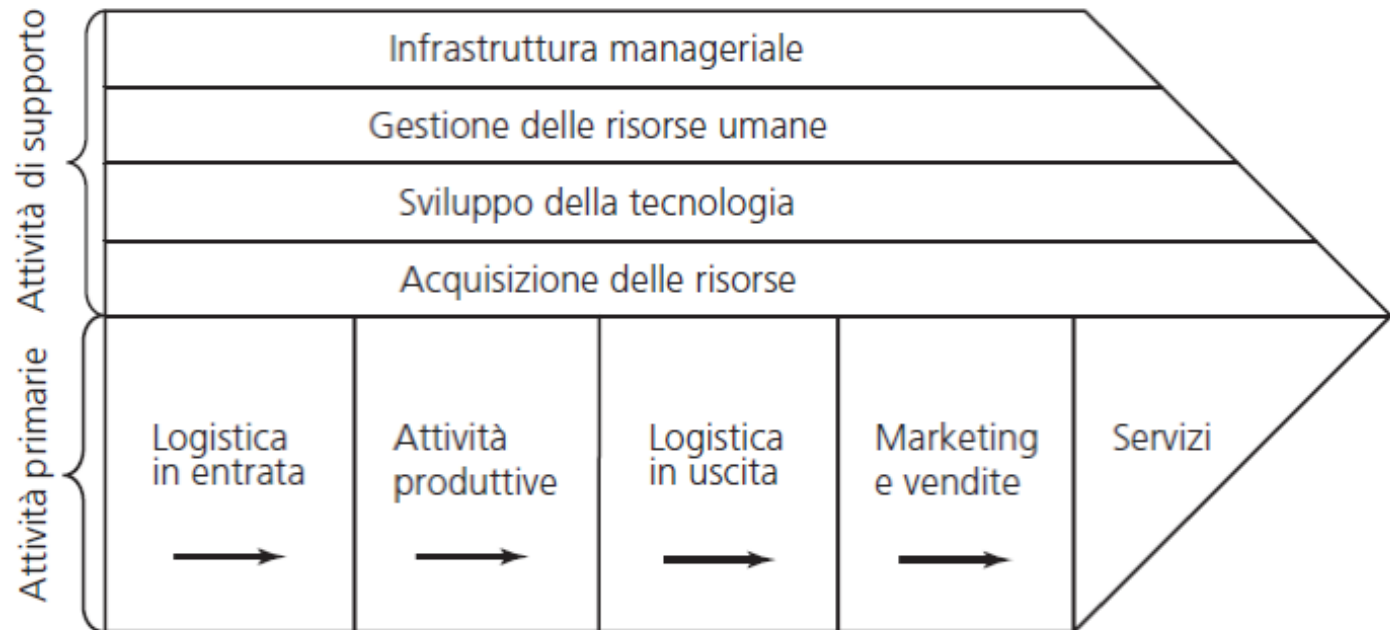 Attività di supporto
Infrastruttura manageriale
Gestione delle risorse umane
Sviluppo della tecnologia
Acquisizione delle risorse
Attività primarie
Logistica
in entrata
Attività
produttive
Logistica
in uscita
Marketing
e vendite
Servizi